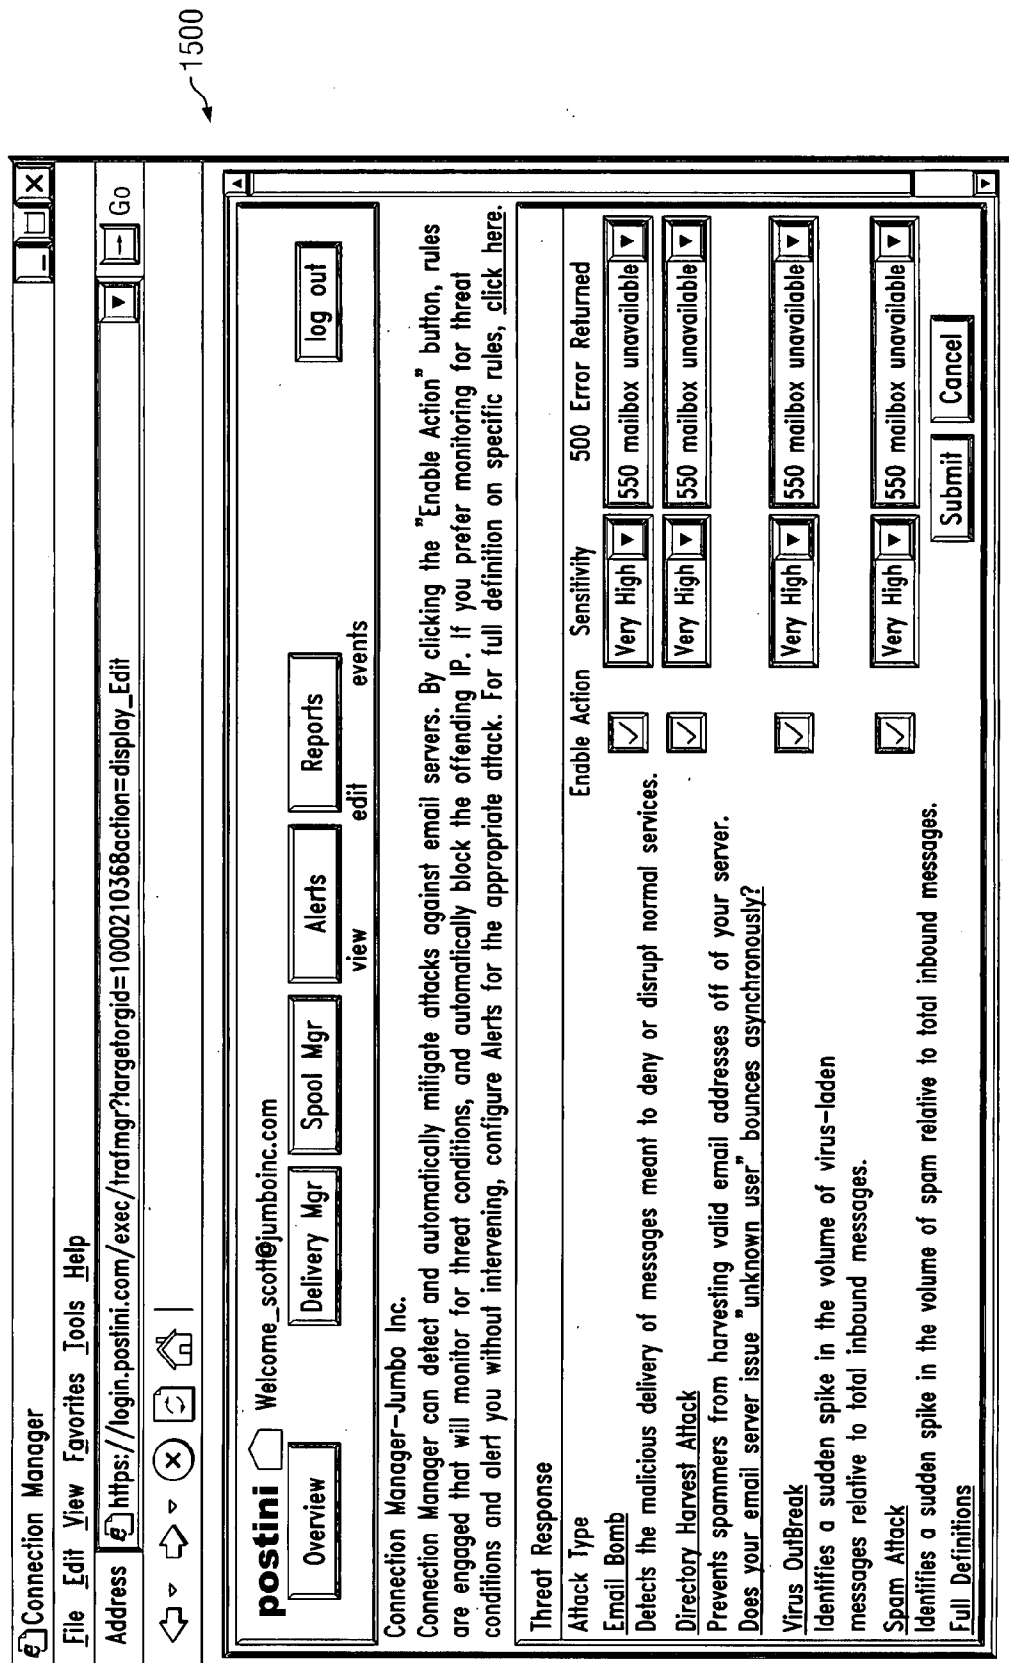 1500
Connection Manager
File Edit View Favorites Tools Help
Address https://login.postini.com/exec/trafmgr?targetorgid=100021036&action=display_Edit Go
postini Welcome_scott@jumboinc.com
Overview Delivery Mgr Spool Mgr Alerts Reports log out
view edit events
Connection Manager-Jumbo Inc.
Connection Manager can detect and automatically mitigate attacks against email servers. By clicking the "Enable Action" button, rules
are engaged that will monitor for threat conditions, and automatically block the offending IP. If you prefer monitoring for threat
conditions and alert you without intervening, configure Alerts for the appropriate attack. For full definition on specific rules, click here.
Threat Response
Attack Type Enable Action Sensitivity 500 Error Returned
Email Bomb Very High 550 mailbox unavailable
Detects the malicious delivery of messages meant to deny or disrupt normal services.
Directory Harvest Attack Very High 550 mailbox unavailable
Prevents spammers from harvesting valid email addresses off of your server.
Does your email server issue "unknown user" bounces asynchronously?
Virus OutBreak Very High 550 mailbox unavailable
Identifies a sudden spike in the volume of virus-laden
messages relative to total inbound messages.
Spam Attack Very High 550 mailbox unavailable
Identifies a sudden spike in the volume of spam relative to total inbound messages.
Full Definitions Submit Cancel